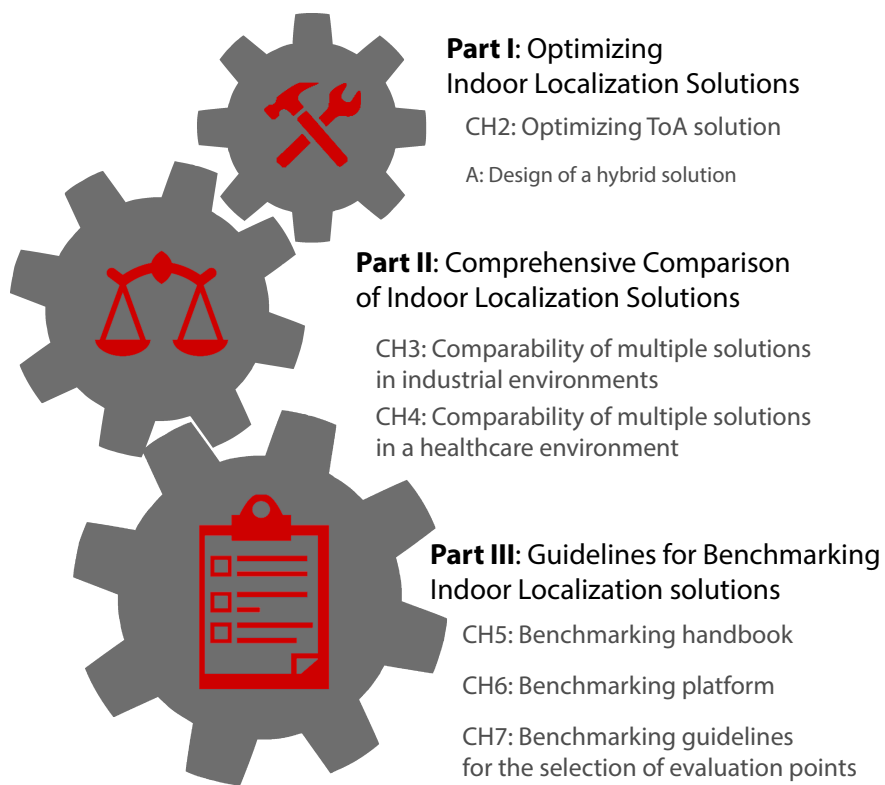 Part I: Optimizing
Indoor Localization Solutions
CH2: Optimizing ToA solution
A: Design of a hybrid solution
Part II: Comprehensive Comparison
of Indoor Localization Solutions
CH3: Comparability of multiple solutions
in industrial environments
CH4: Comparability of multiple solutions
in a healthcare environment
Part III: Guidelines for Benchmarking
Indoor Localization solutions
CH5: Benchmarking handbook
CH6: Benchmarking platform
CH7: Benchmarking guidelines
for the selection of evaluation points